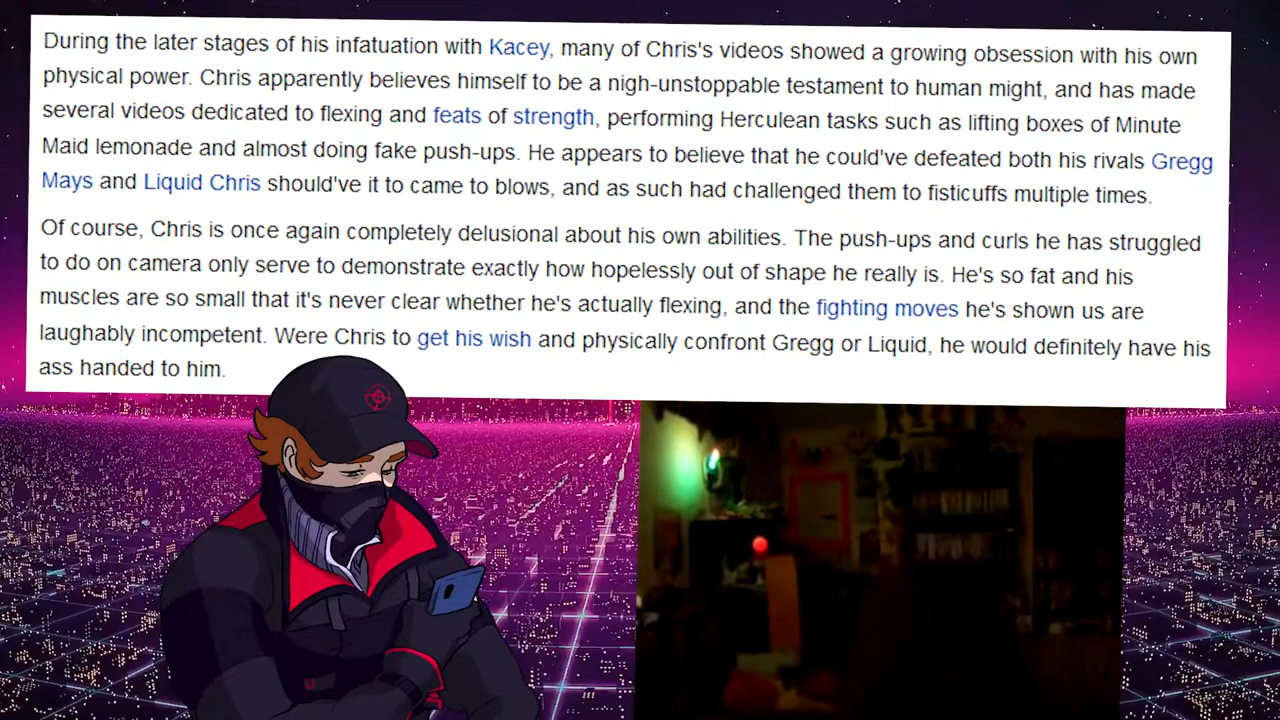 During the later stages of his infatuation with Kacey, many of Chris's videos showed a growing obsession with his own
physical power. Chris apparently believes himself to be a nigh-unstoppable testament to human might, and has made
several videos dedicated to flexing and feats of strength, performing Herculean tasks such as lifting boxes of Minute
Maid lemonade and almost doing fake push-ups. He appears to believe that he could've defeated both his rivals Gregg
Mays and Liquid Chris should've it to came to blows, and as such had challenged them to fisticuffs multiple times.
Of course, Chris is once again completely delusional about his own abilities. The push-ups and curls he has struggled
to do on camera only serve to demonstrate exactly how hopelessly out of shape he really is. He's so fat and his
muscles are so small that it's never clear whether he's actually flexing, and the fighting moves he's shown us are
laughably incompetent. Were Chris to get his wish and physically confront Gregg or Liquid, he would definitely have his
ass handed to him.